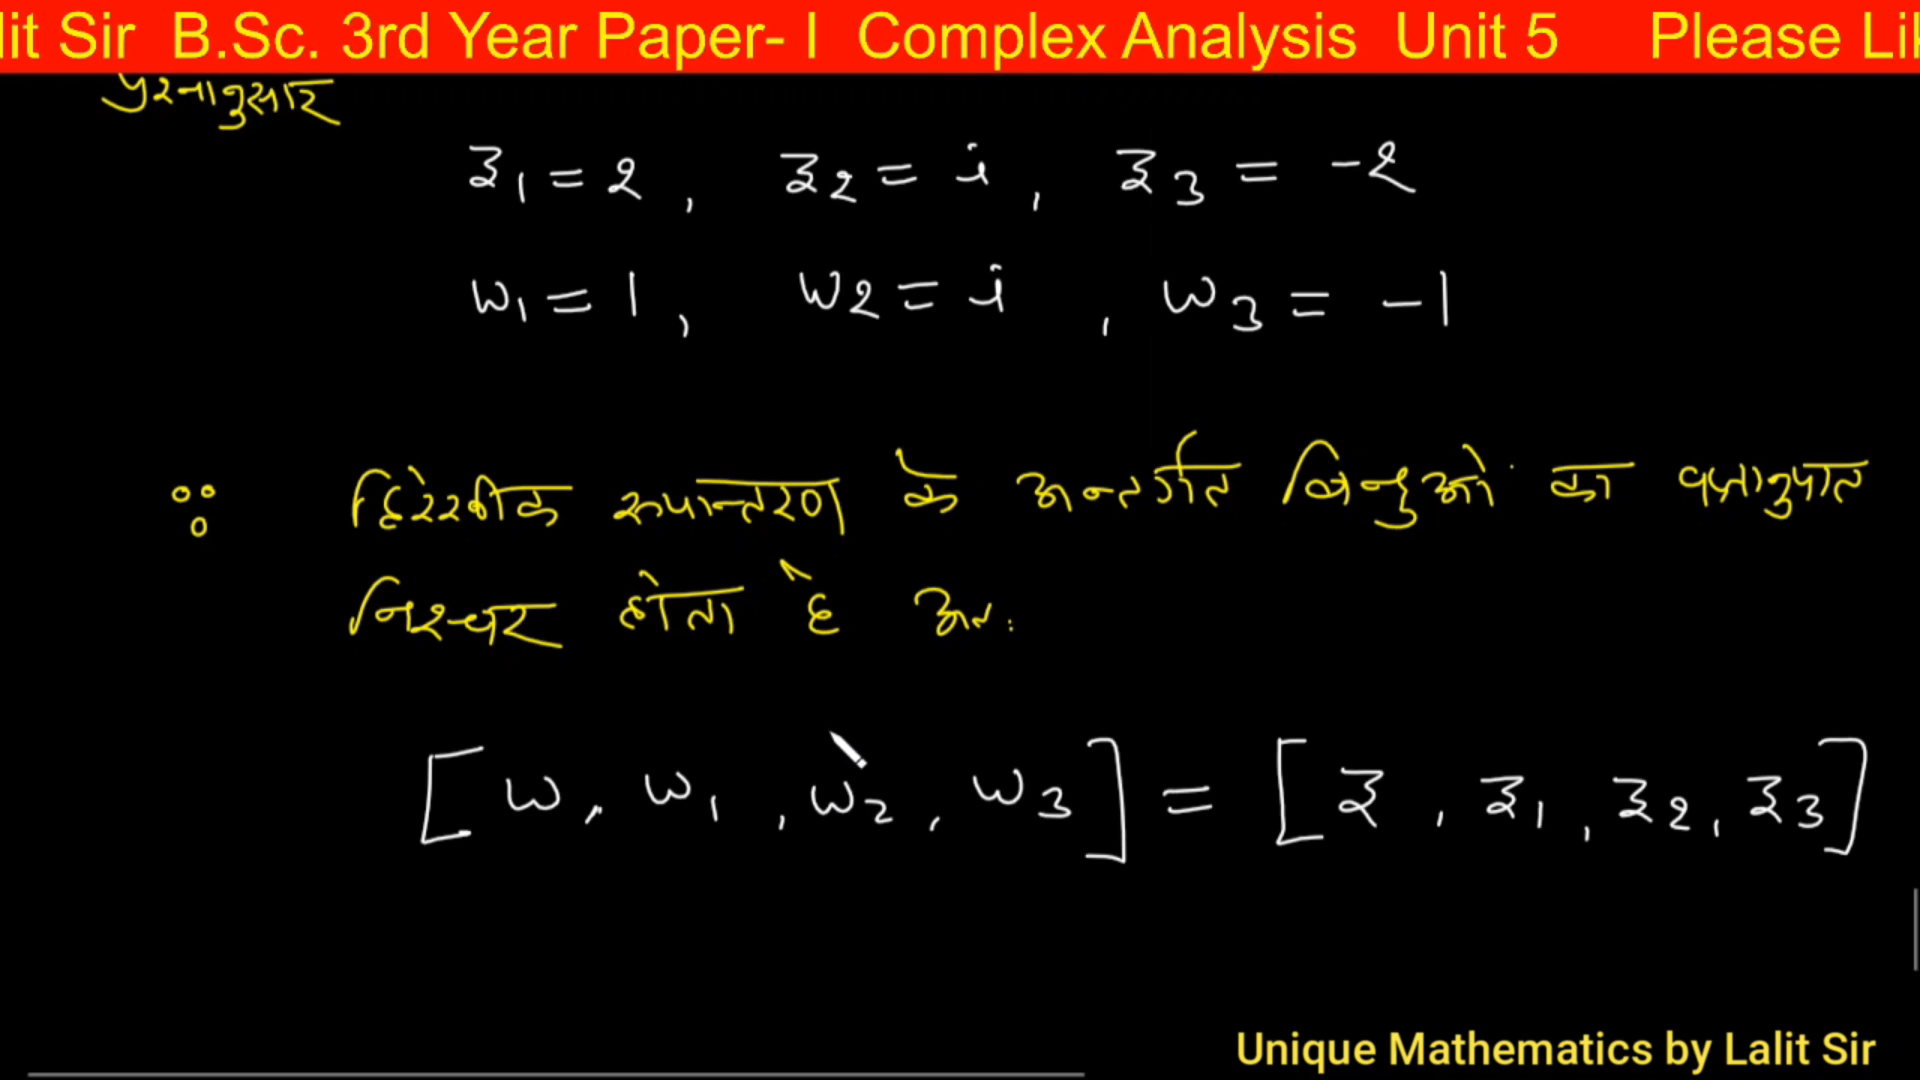 lit Sir B.Sc. 3rd Year Paper- I Complex Analysis Unit 5 Please Lik
प्रश्नानुसार
z₁ = 2 , z₂ = i , z₃ = -2
w₁ = 1 , w₂ = i , w₃ = -1
∵ द्विरेखीक रूपान्तरण के अन्तर्गत बिन्दुओं का वज्रानुपात
निश्चर होता है अतः
[ w , w₁ , w₂ , w₃ ] = [ z , z₁ , z₂ , z₃ ]
Unique Mathematics by Lalit Sir